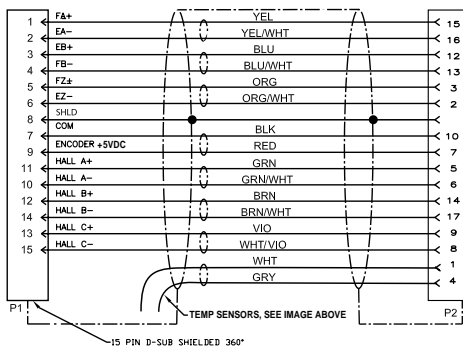 1 EA+ YEL 15
2 EA− YEL/WHT 16
3 EB+ BLU 12
4 FB− BLU/WHT 13
5 FZ+ ORG 3
6 EZ− ORG/WHT 2
8 SHLD
7 COM BLK 10
9 ENCODER +5VDC RED 7
11 HALL A+ GRN 5
10 HALL A− GRN/WHT 6
12 HALL B+ BRN 14
14 HALL B− BRN/WHT 17
13 HALL C+ VIO 9
15 HALL C− WHT/VIO 8
WHT 1
GRY 4
P1 TEMP SENSORS, SEE IMAGE ABOVE P2
15 PIN D-SUB SHIELDED 360°